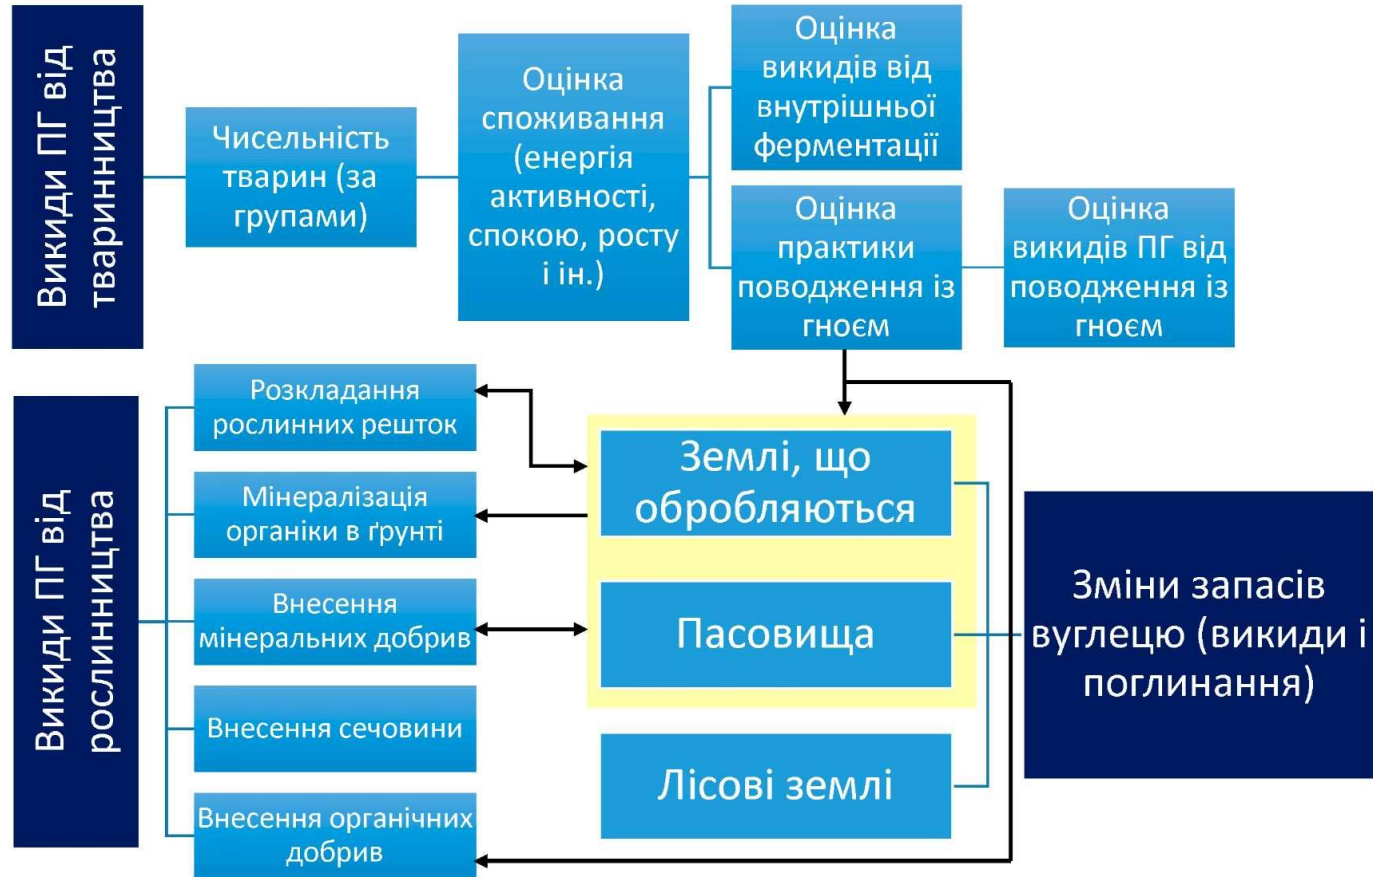 Викиди ПГ від
тваринництва
Чисельність
тварин (за
групами)
Оцінка
споживання
(енергія
активності,
спокою, росту
і ін.)
Оцінка
викидів від
внутрішньої
ферментації
Оцінка
практики
поводження із
гноєм
Оцінка
викидів ПГ від
поводження із
гноєм
Викиди ПГ від
рослинництва
Розкладання
рослинних решток
Мінералізація
органіки в ґрунті
Внесення
мінеральних добрив
Внесення сечовини
Внесення органічних
добрив
Землі, що
обробляються
Пасовища
Лісові землі
Зміни запасів
вуглецю (викиди і
поглинання)